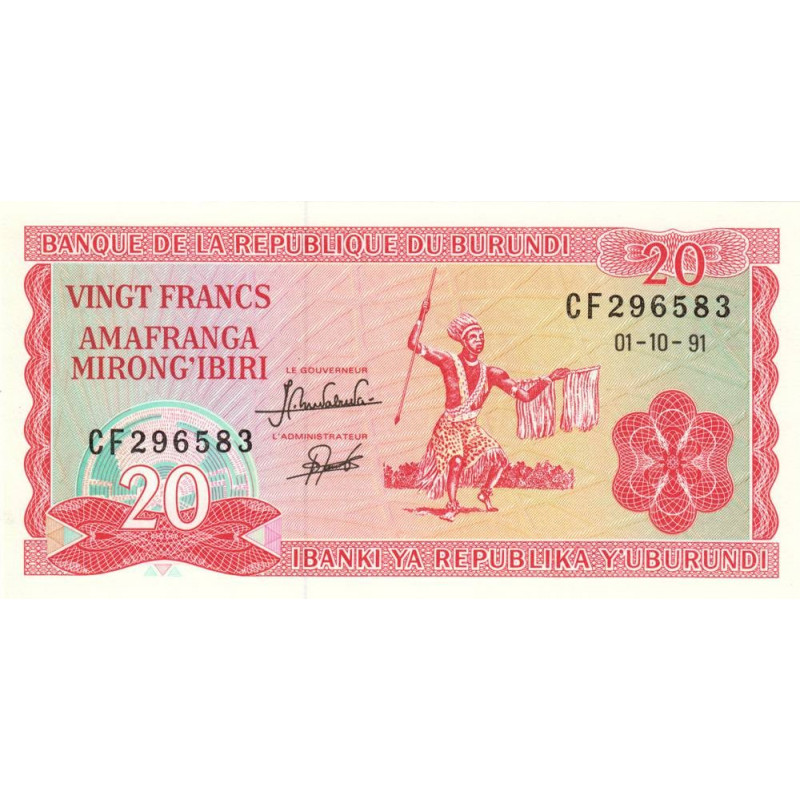 BANQUE DE LA REPUBLIQUE DU BURUNDI
20
VINGT FRANCS
CF296583
AMAFRANGA
MIRONG'IBIRI
01-10-91
LE GOUVERNEUR
L'ADMINISTRATEUR
CF296583
20
IBANKI YA REPUBLIKA Y'UBURUNDI